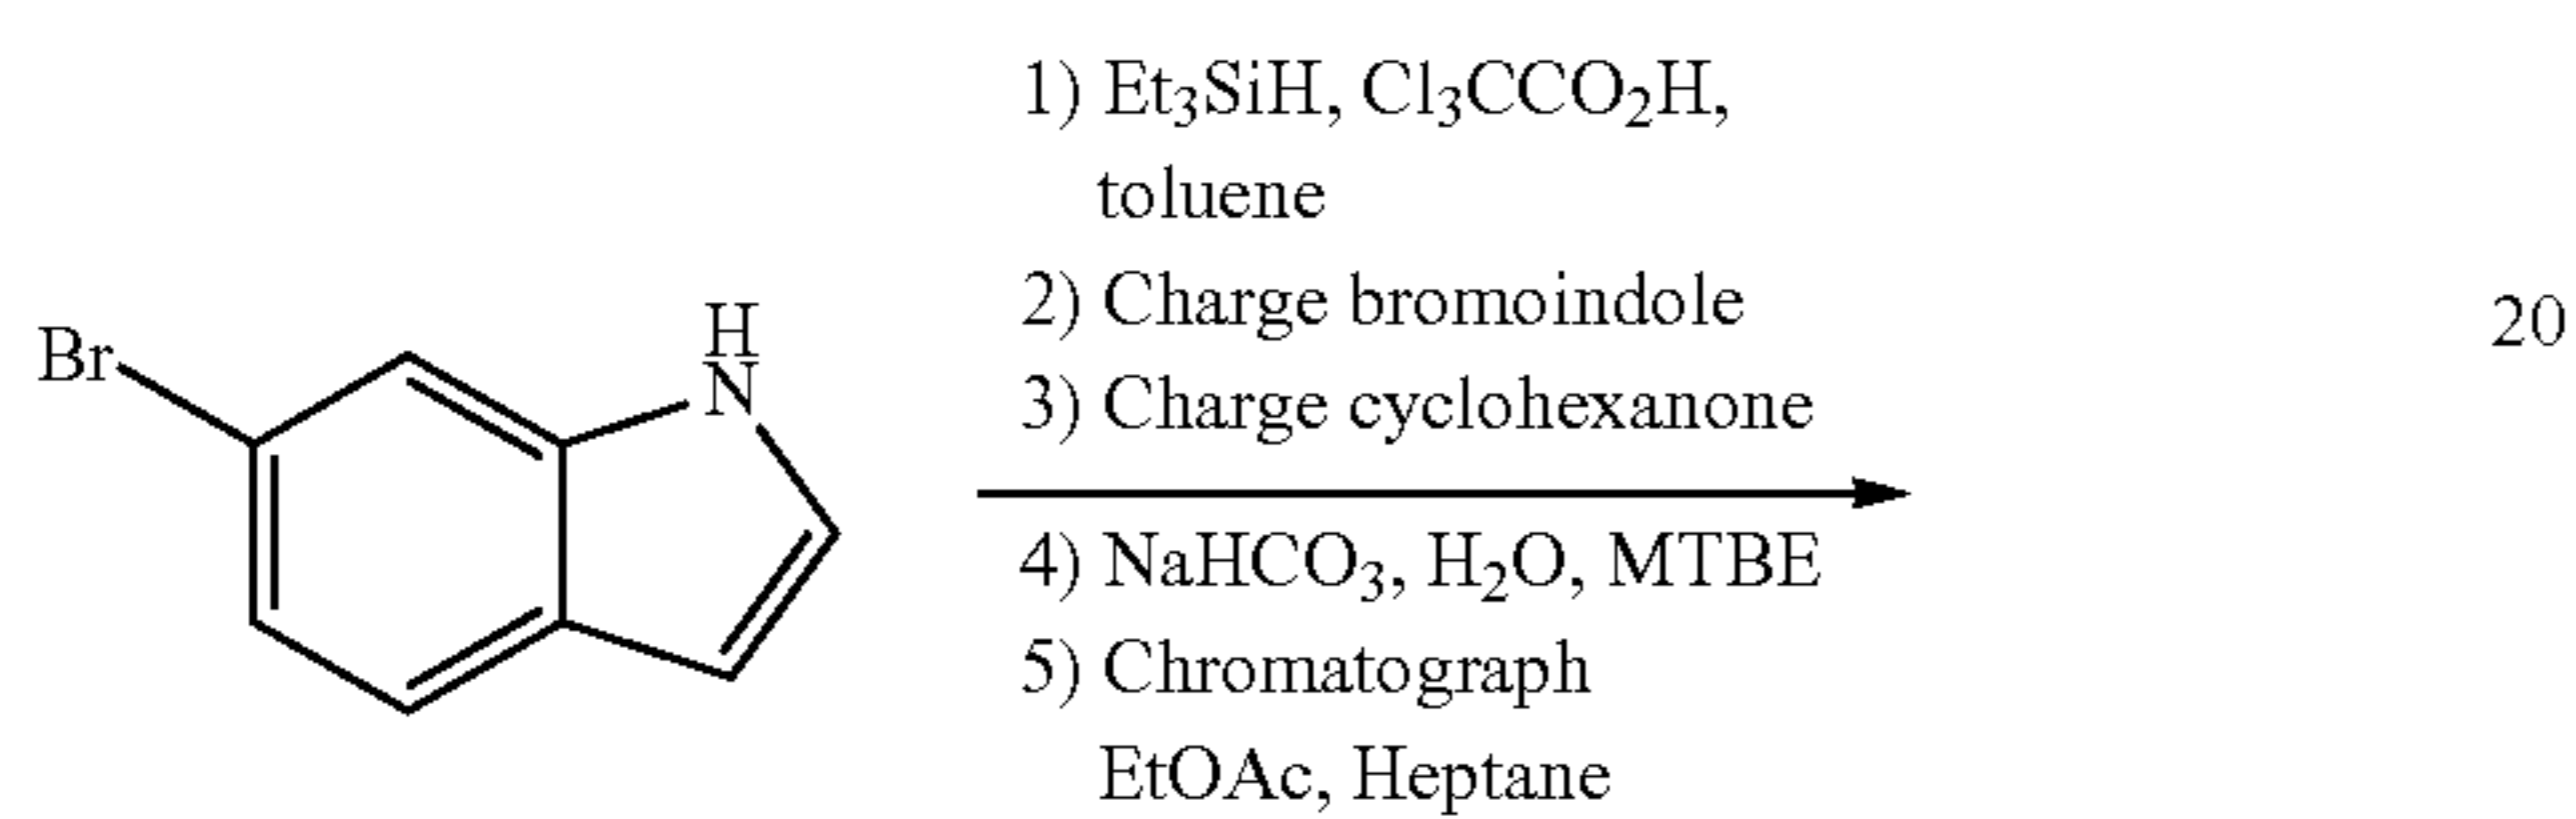 1) Et₃SiH, Cl₃CCO₂H,
toluene
2) Charge bromoindole
20
H
N
Br
3) Charge cyclohexanone
4) NaHCO₃, H₂O, MTBE
5) Chromatograph
EtOAc, Heptane